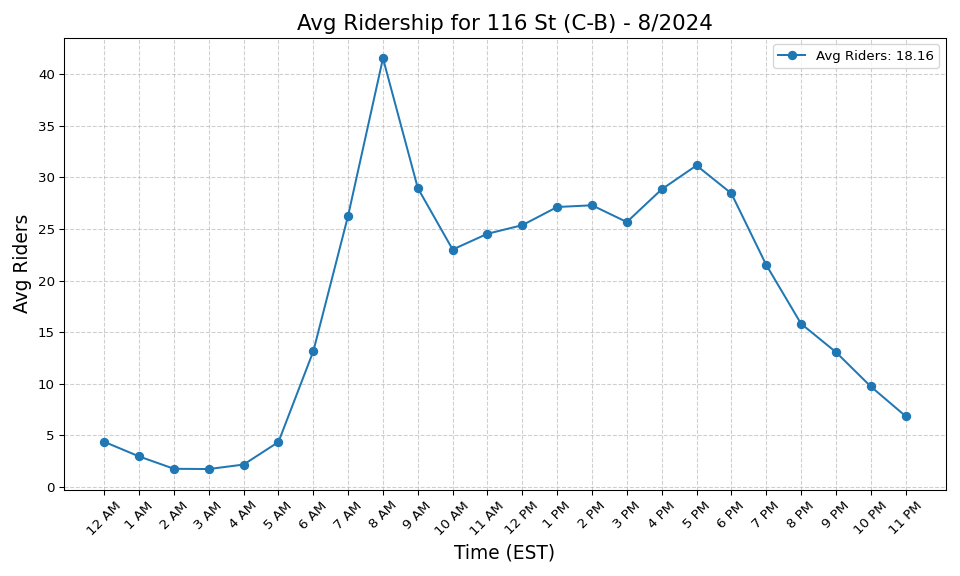 Avg Ridership for 116 St (C-B) - 8/2024
Avg Riders: 18.16
Avg Riders
40
35
30
25
20
15
10
5
0
12 AM
1 AM
2 AM
3 AM
4 AM
5 AM
6 AM
7 AM
8 AM
9 AM
10 AM
11 AM
12 PM
1 PM
2 PM
3 PM
4 PM
5 PM
6 PM
7 PM
8 PM
9 PM
10 PM
11 PM
Time (EST)